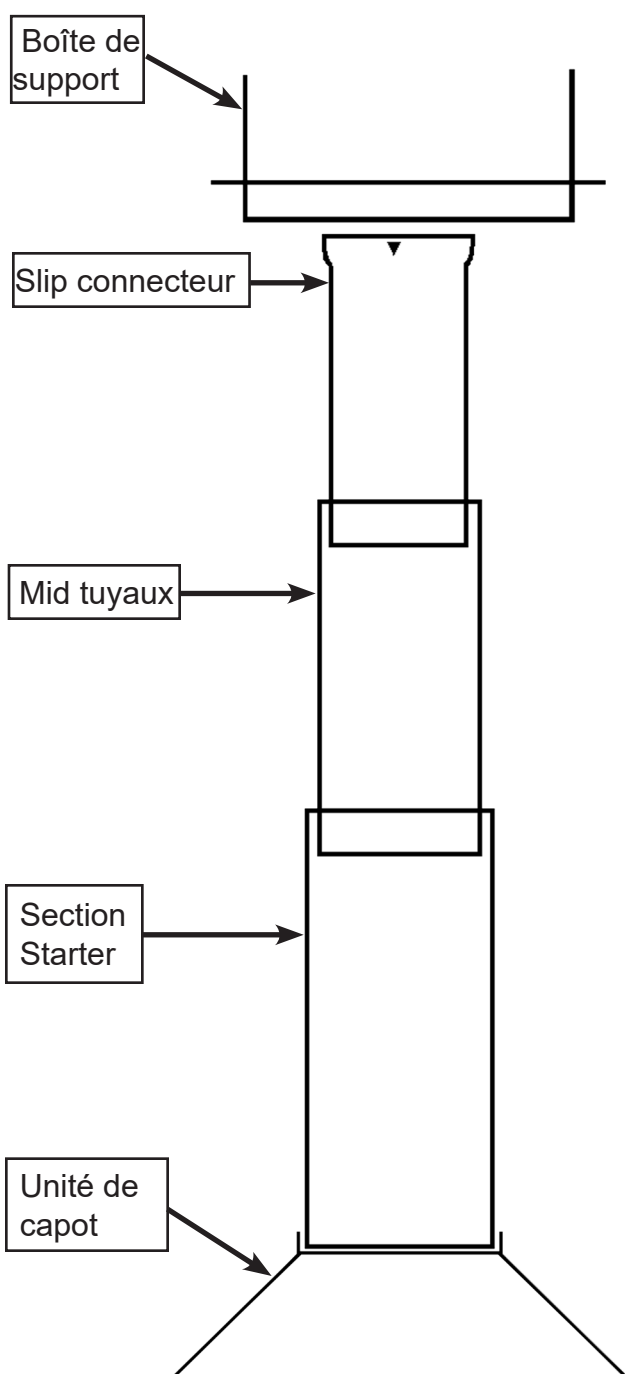 Boîte de
support
Slip connecteur
Mid tuyaux
Section
Starter
Unité de
capot